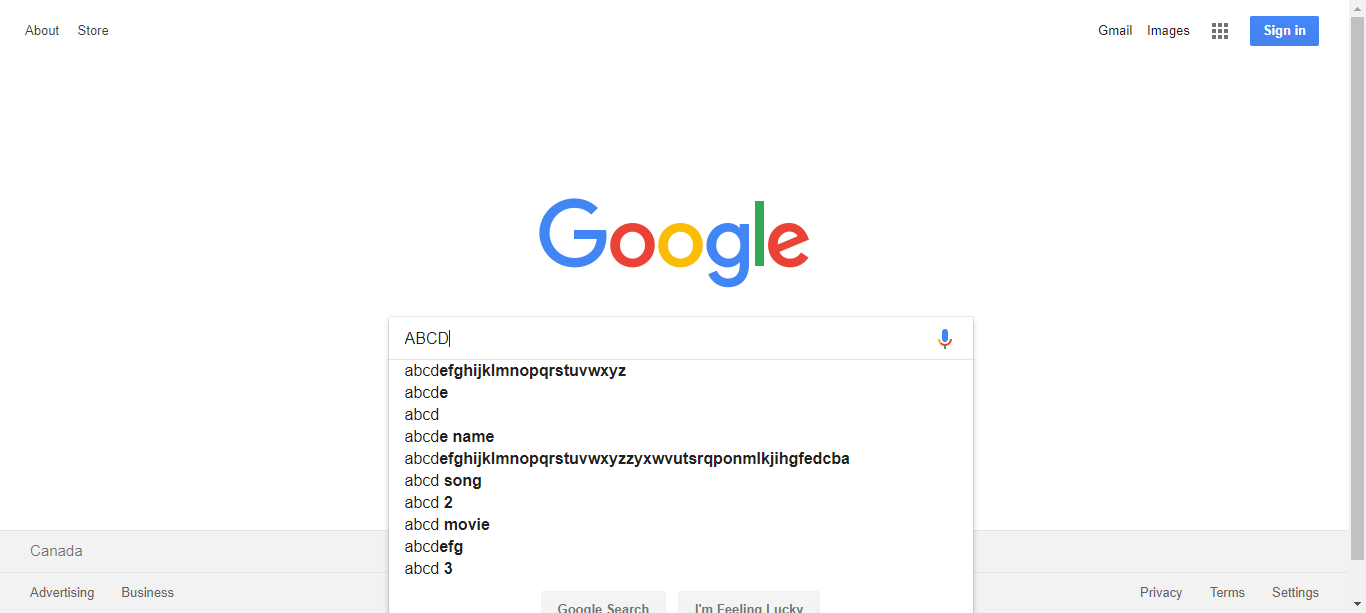 About Store
Gmail Images Sign in
Google
ABCD
abcdefghijklmnopqrstuvwxyz
abcde
abcd
abcde name
abcdefghijklmnopqrstuvwxyzzyxwvutsrqponmlkjihgfedcba
abcd song
abcd 2
abcd movie
abcdefg
abcd 3
Google Search I'm Feeling Lucky
Canada
Advertising Business
Privacy Terms Settings